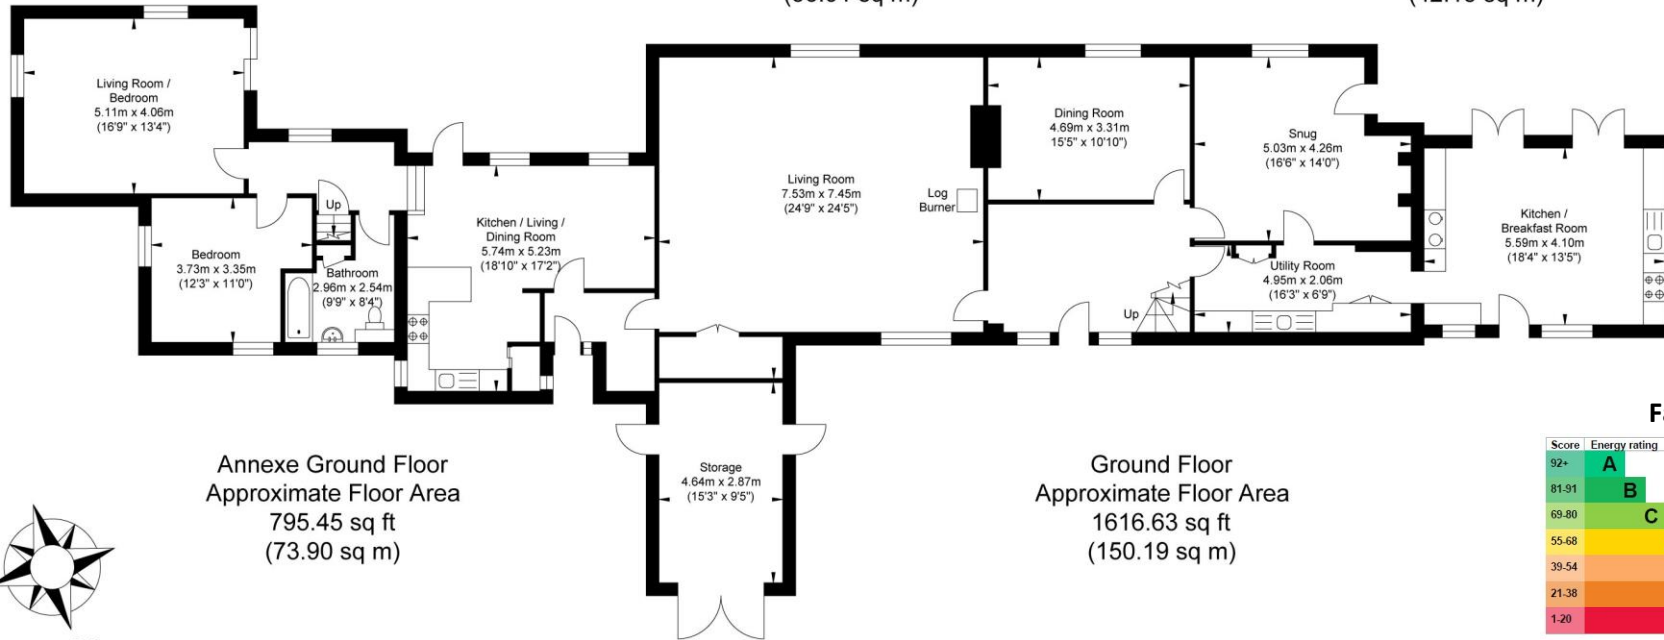 Living Room /
Bedroom
5.11m x 4.06m
(16'9" x 13'4")
Bedroom
3.73m x 3.35m
(12'3" x 11'0")
Up
Bathroom
2.96m x 2.54m
(9'9" x 8'4")
Kitchen / Living /
Dining Room
5.74m x 5.23m
(18'10" x 17'2")
Living Room
7.53m x 7.45m
(24'9" x 24'5")
Log
Burner
Dining Room
4.69m x 3.31m
15'5" x 10'10")
Snug
5.03m x 4.26m
(16'6" x 14'0")
Up
Utility Room
4.95m x 2.06m
(16'3" x 6'9")
Kitchen /
Breakfast Room
5.59m x 4.10m
(18'4" x 13'5")
Storage
4.64m x 2.87m
(15'3" x 9'5")
Annexe Ground Floor
Approximate Floor Area
795.45 sq ft
(73.90 sq m)
Ground Floor
Approximate Floor Area
1616.63 sq ft
(150.19 sq m)
Score Energy rating
92+ A
81-91 B
69-80 C
55-68
39-54
21-38
1-20